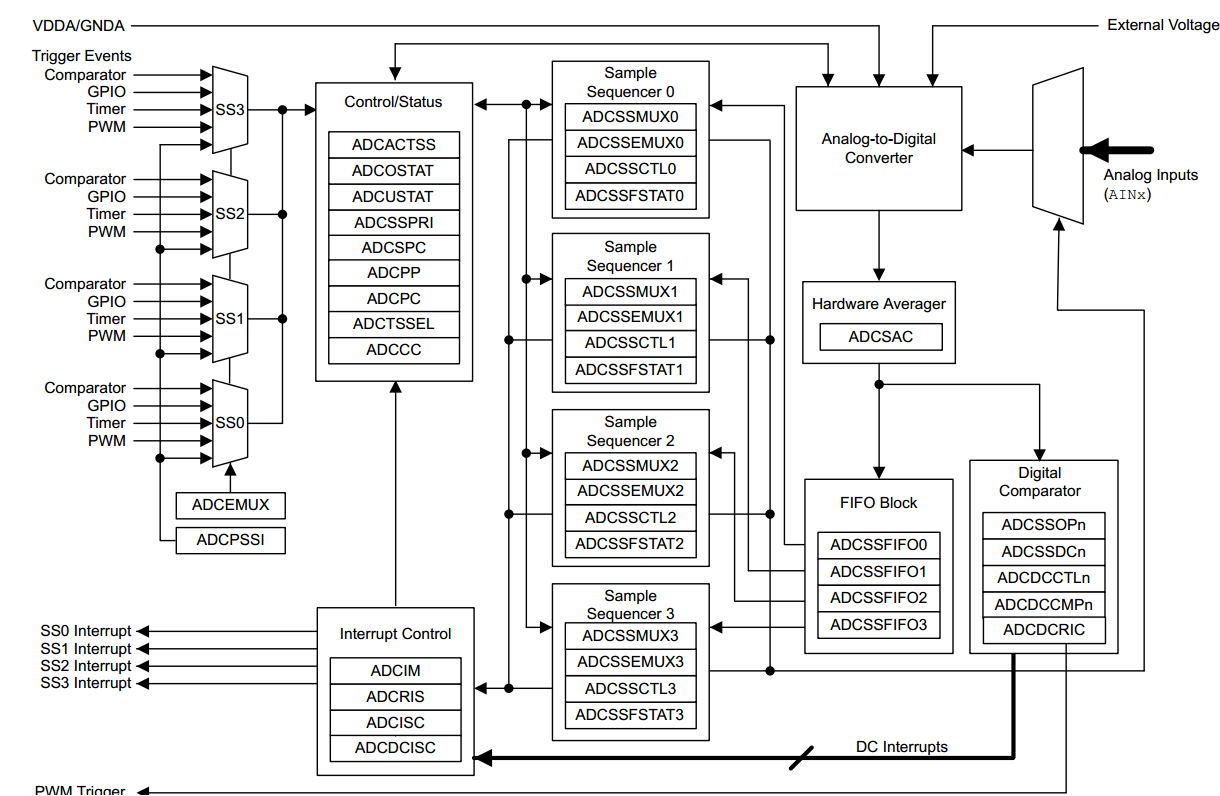 VDDA/GNDA
External Voltage
Trigger Events
Comparator
GPIO
Timer
PWM
SS3
Comparator
GPIO
Timer
PWM
SS2
Comparator
GPIO
Timer
PWM
SS1
Comparator
GPIO
Timer
PWM
SS0
ADCEMUX
ADCPSSI
Control/Status
ADCACTSS
ADCOSTAT
ADCUSTAT
ADCSSPRI
ADCSPC
ADCPP
ADCPC
ADCTSSEL
ADCCC
Sample
Sequencer 0
ADCSSMUX0
ADCSSEMUX0
ADCSSCTL0
ADCSSFSTAT0
Sample
Sequencer 1
ADCSSMUX1
ADCSSEMUX1
ADCSSCTL1
ADCSSFSTAT1
Sample
Sequencer 2
ADCSSMUX2
ADCSSEMUX2
ADCSSCTL2
ADCSSFSTAT2
Sample
Sequencer 3
ADCSSMUX3
ADCSSEMUX3
ADCSSCTL3
ADCSSFSTAT3
Analog-to-Digital
Converter
Analog Inputs
(AINx)
Hardware Averager
ADCSAC
FIFO Block
ADCSSFIFO0
ADCSSFIFO1
ADCSSFIFO2
ADCSSFIFO3
Digital
Comparator
ADCSSOPn
ADCSSDCn
ADCDCCTLn
ADCDCCMPn
ADCDCRIC
SS0 Interrupt
SS1 Interrupt
SS2 Interrupt
SS3 Interrupt
Interrupt Control
ADCIM
ADCRIS
ADCISC
ADCDCISC
DC Interrupts
PWM Trigger